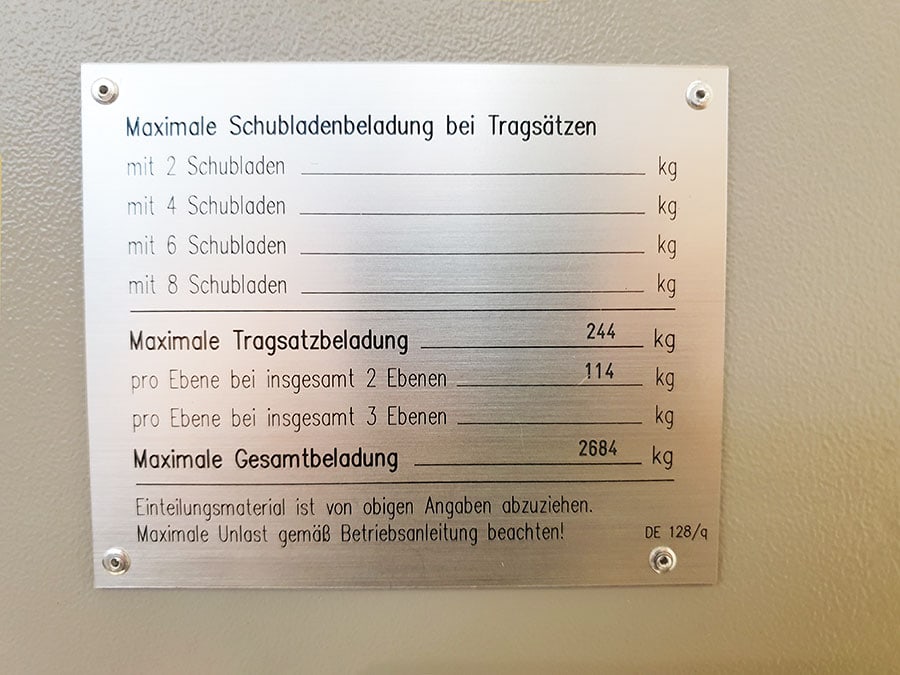 Maximale Schubladenbeladung bei Tragsätzen
mit 2 Schubladen kg
mit 4 Schubladen kg
mit 6 Schubladen kg
mit 8 Schubladen kg
Maximale Tragsatzbeladung 244 kg
pro Ebene bei insgesamt 2 Ebenen 114 kg
pro Ebene bei insgesamt 3 Ebenen kg
Maximale Gesamtbeladung 2684 kg
Einteilungsmaterial ist von obigen Angaben abzuziehen.
Maximale Unlast gemäß Betriebsanleitung beachten! DE 128/q